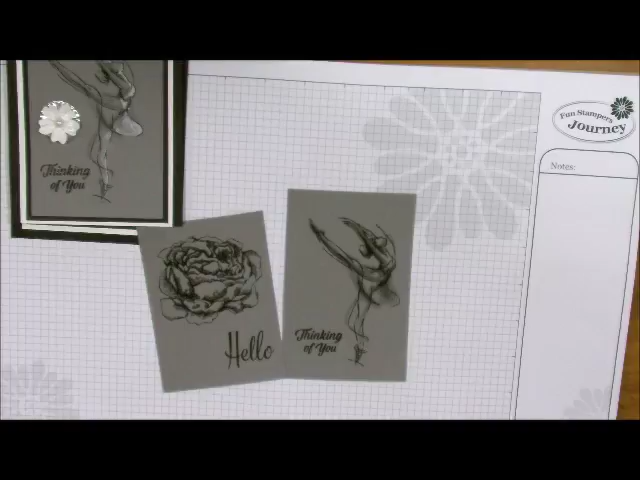 Thinking
of You
Hello
Thinking
of You
Fun Stampers
Journey
Notes: